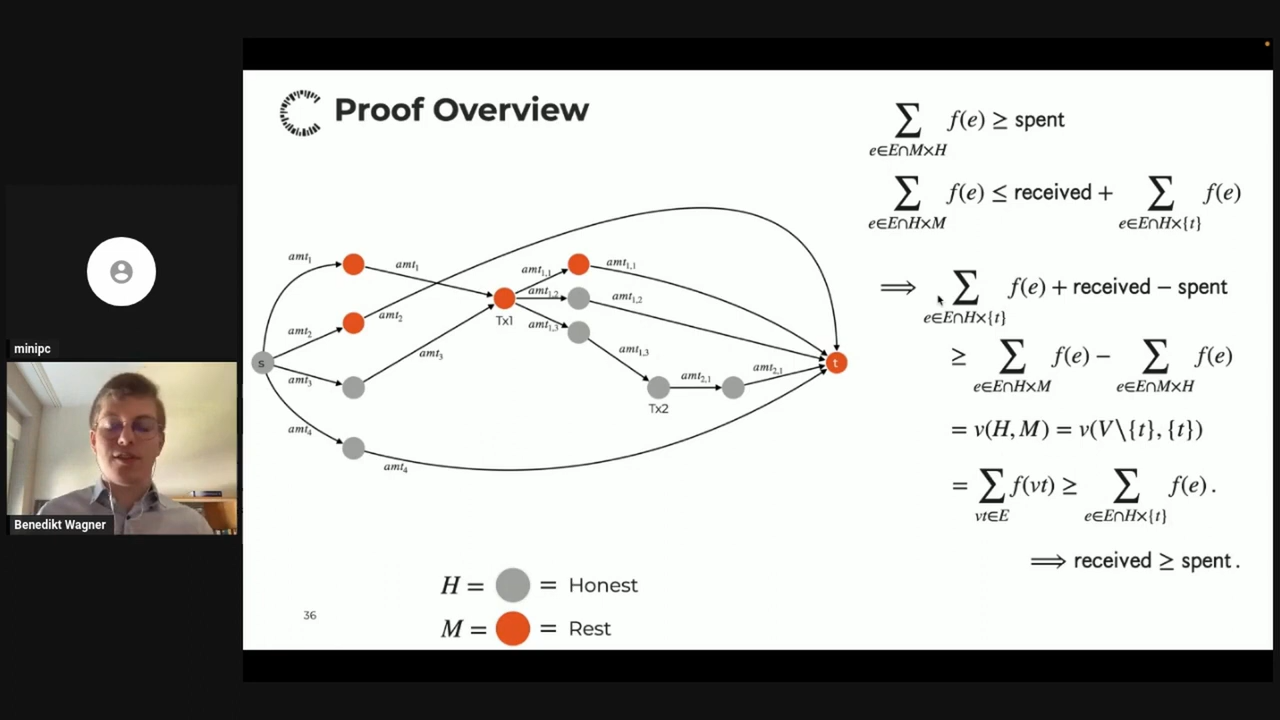 Proof Overview
∑ f(e) ≥ spent
e∈E∩M×H
∑ f(e) ≤ received + ∑ f(e)
e∈E∩H×M e∈E∩H×{t}
⟹ ∑ f(e) + received − spent
e∈E∩H×{t}
≥ ∑ f(e) − ∑ f(e)
e∈E∩H×M e∈E∩M×H
= v(H, M) = v(V\{t}, {t})
= ∑ f(vt) ≥ ∑ f(e) .
vt∈E e∈E∩H×{t}
⟹ received ≥ spent .
amt₁
amt₁
amt₁,₁
amt₁,₁
amt₁,₂
amt₁,₂
Tx1
amt₂
amt₂
amt₁,₃
amt₁,₃
s
amt₃
amt₃
amt₂,₁
amt₂,₁
t
Tx2
amt₄
amt₄
H = = Honest
M = = Rest
36
minipc
Benedikt Wagner